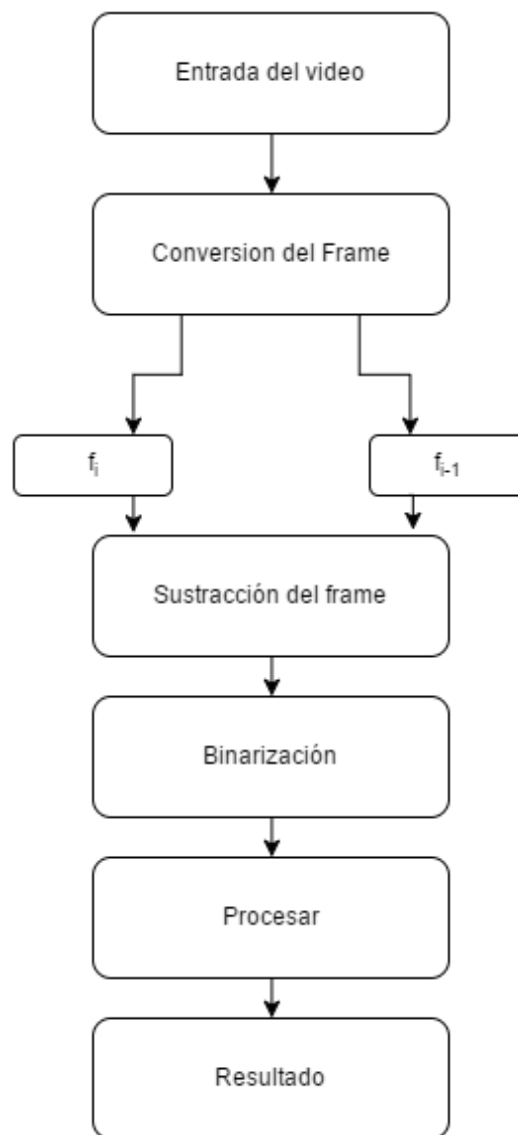 Entrada del video
Conversion del Frame
fᵢ
fᵢ₋₁
Sustracción del frame
Binarización
Procesar
Resultado